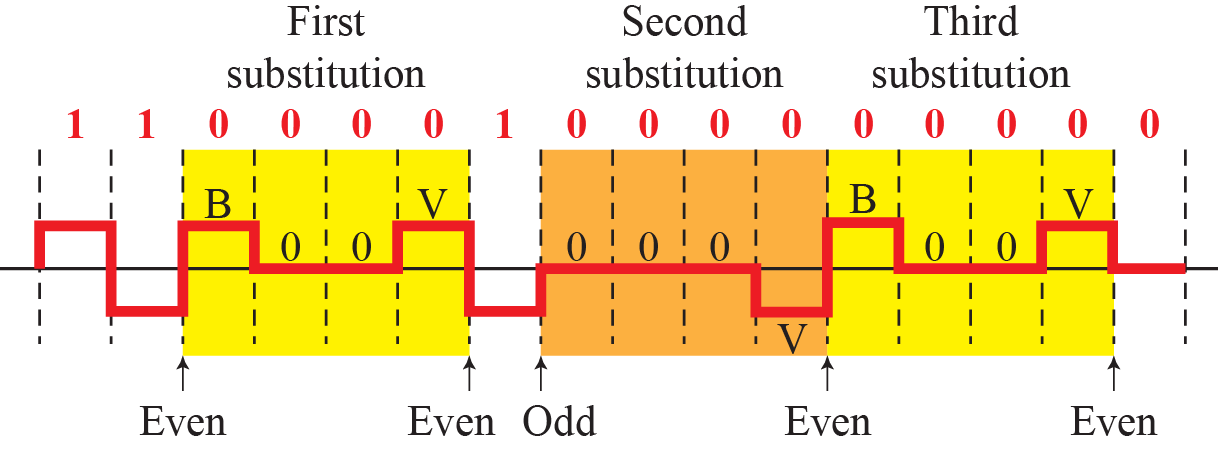 First Second Third
substitution substitution substitution
1 1 0 0 0 0 1 0 0 0 0 0 0 0 0 0
B V B V
0 0 0 0 0 0 0
V
Even Even Odd Even Even